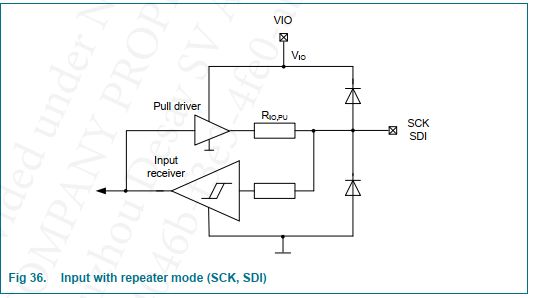 VIO
VIO
Pull driver
RIO,PU
SCK
SDI
Input
receiver
Fig 36. Input with repeater mode (SCK, SDI)